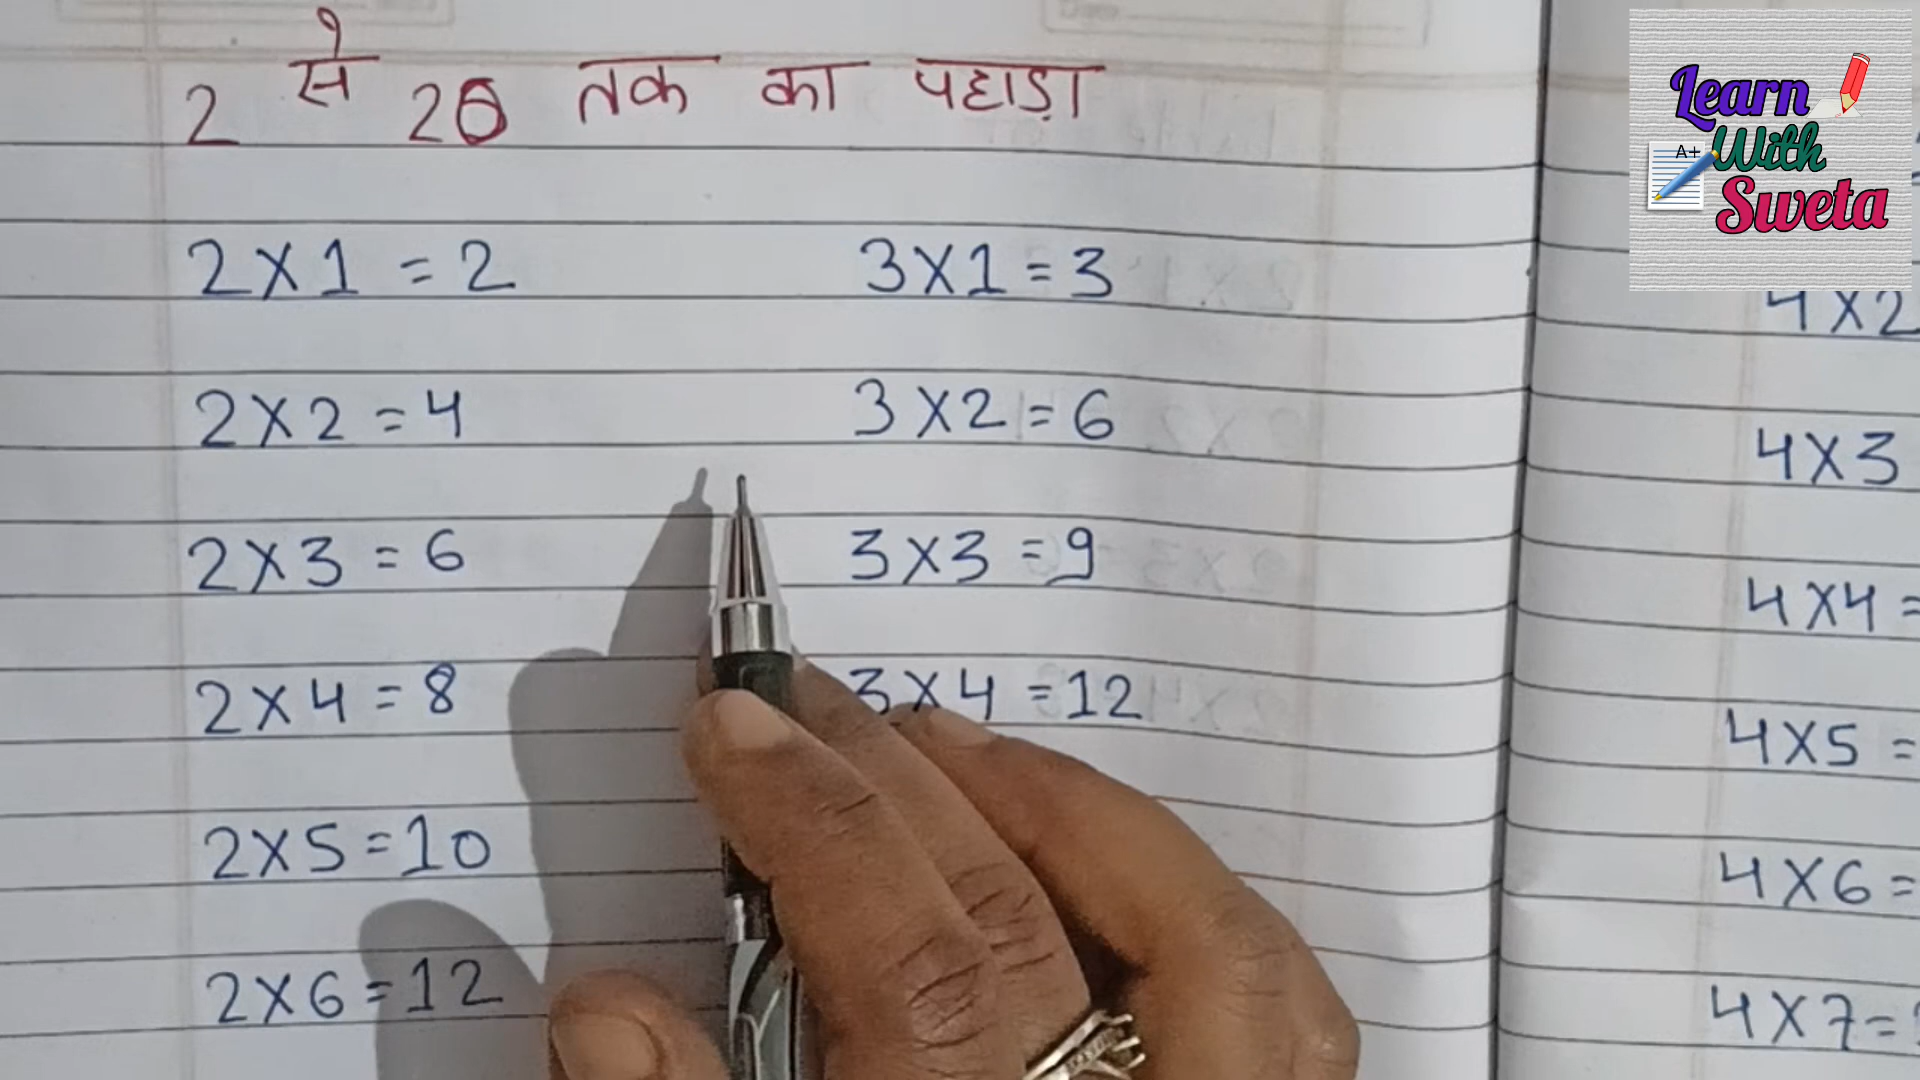 2 से 20 तक का पहाड़ा
2X1=2
2X2=4
2X3=6
2X4=8
2X5=10
2X6=12
3X1=3
3X2=6
3X3=9
3X4=12
4X2
4X3
4X4=
4X5=
4X6=
4X7=
Learn
With
Sweta
A+